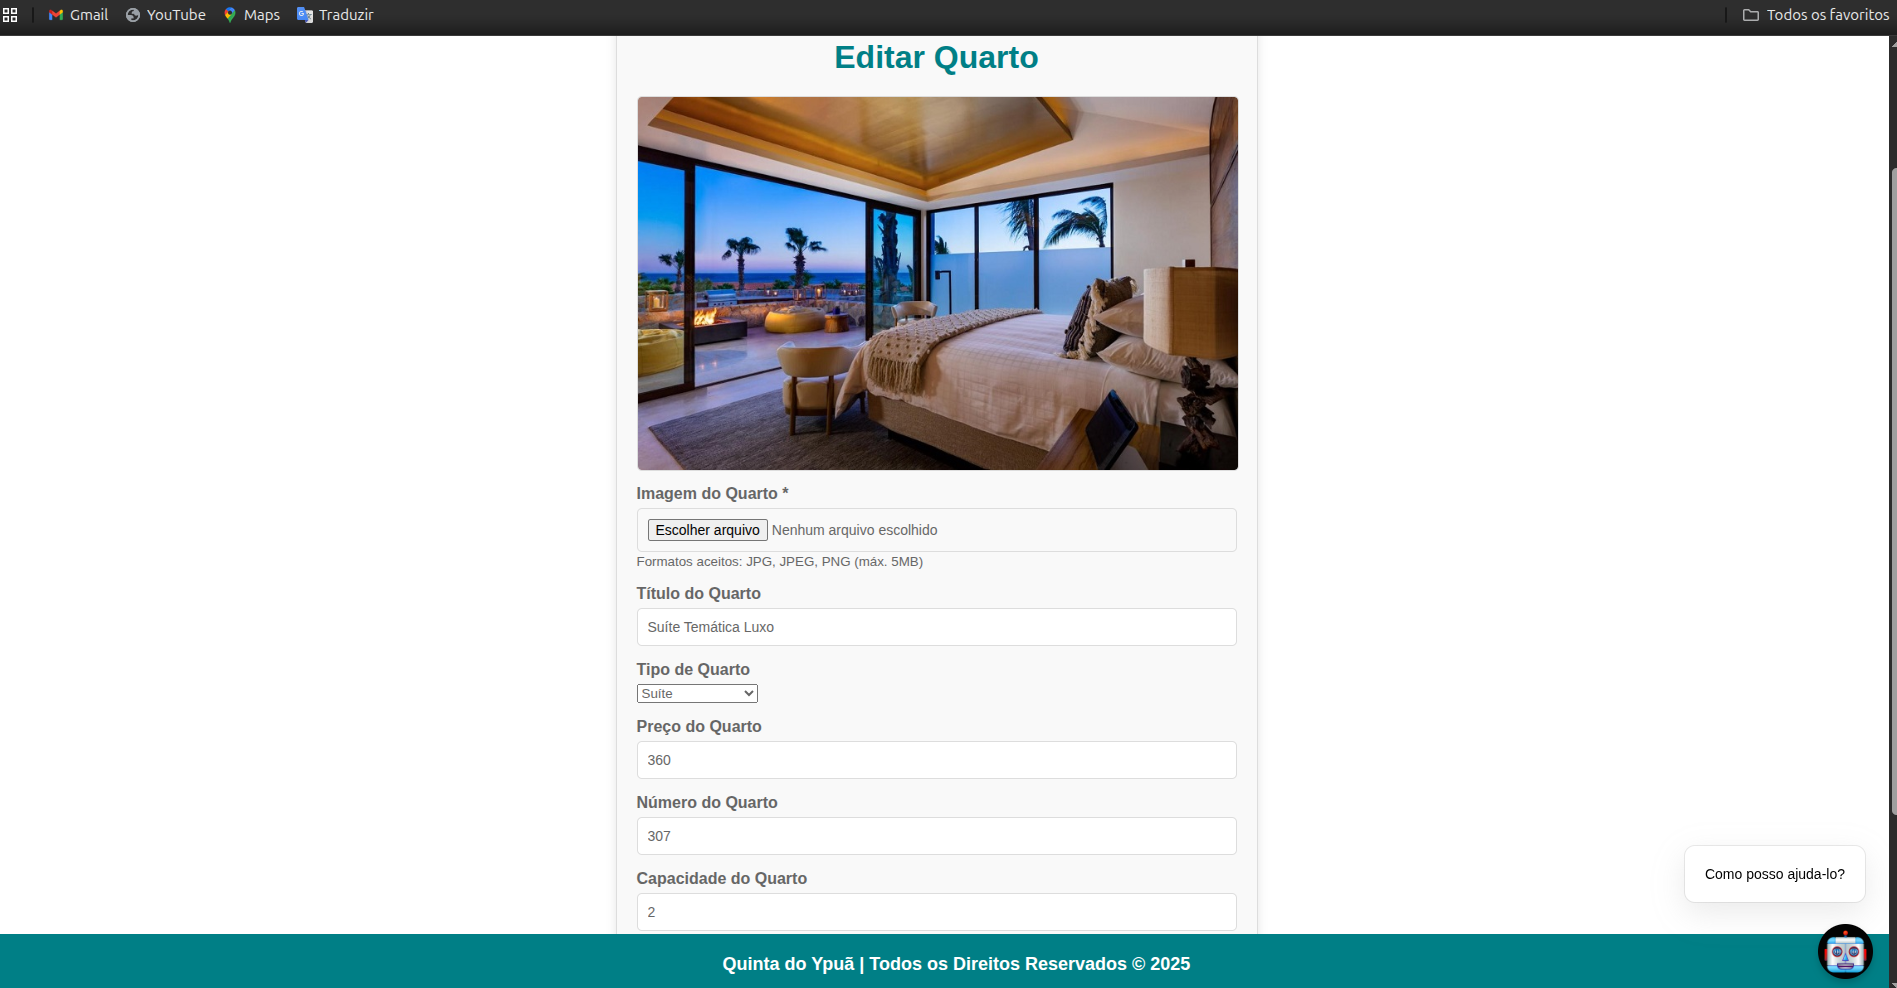 Gmail
YouTube
Maps
Traduzir
Todos os favoritos
Editar Quarto
Imagem do Quarto *
Escolher arquivo Nenhum arquivo escolhido
Formatos aceitos: JPG, JPEG, PNG (máx. 5MB)
Título do Quarto
Suíte Temática Luxo
Tipo de Quarto
Suíte
Preço do Quarto
360
Número do Quarto
307
Capacidade do Quarto
2
Como posso ajuda-lo?
Quinta do Ypuã | Todos os Direitos Reservados © 2025